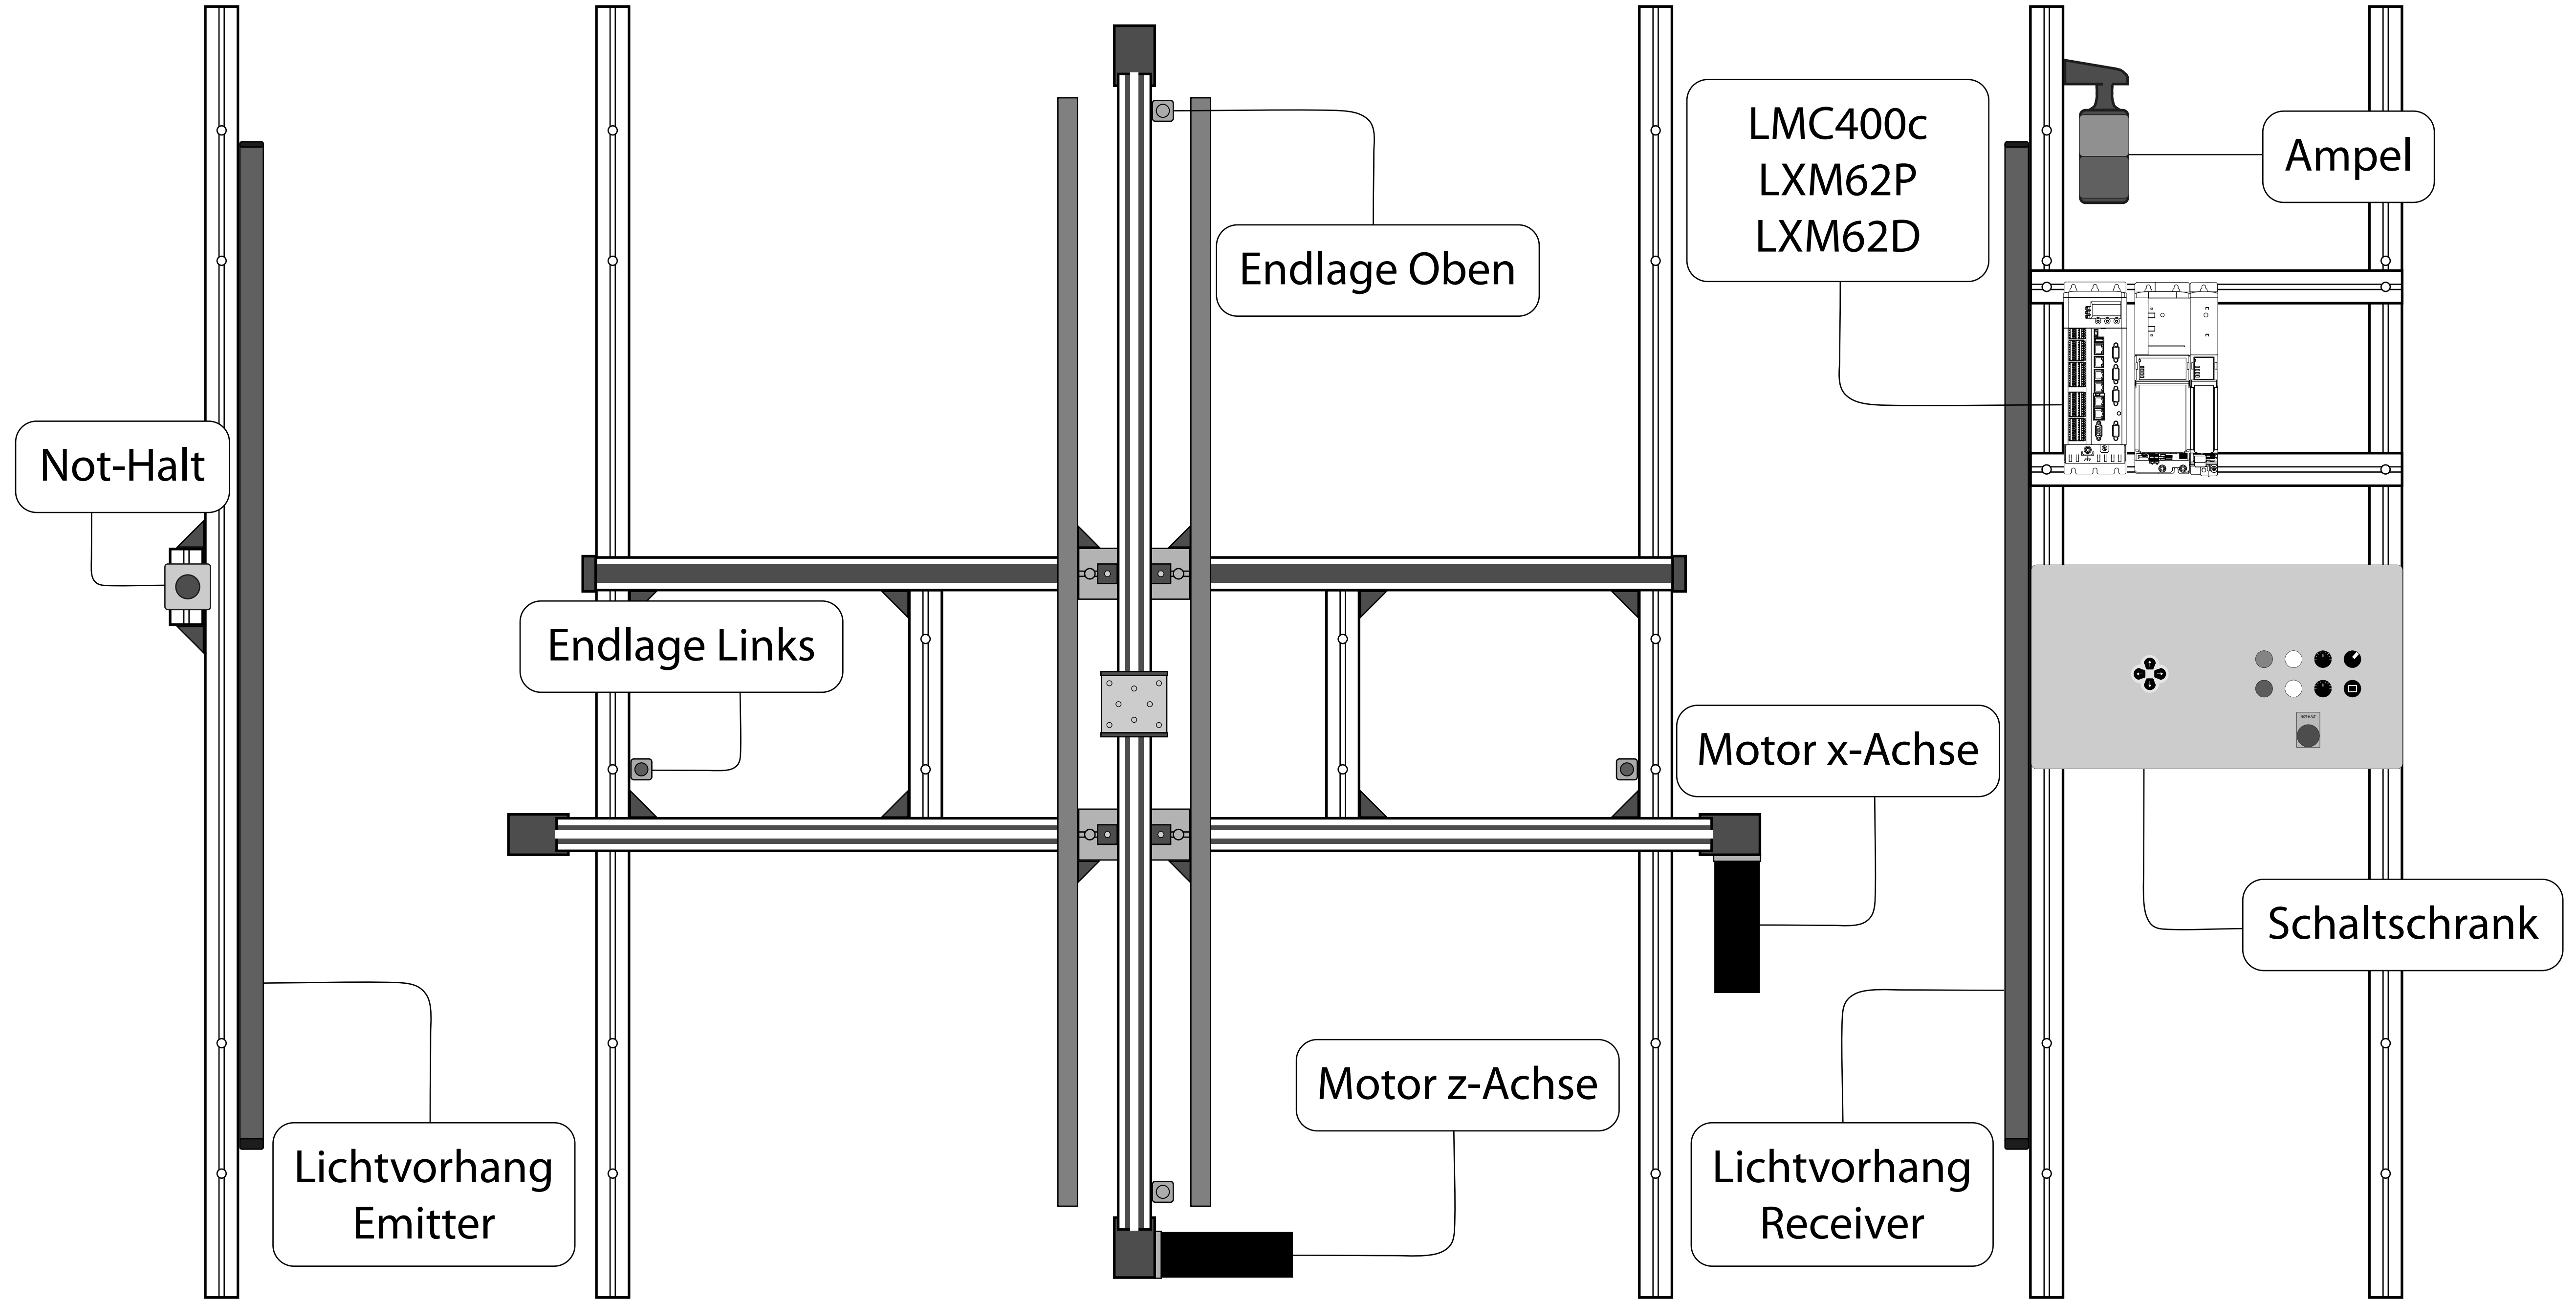 LMC400c
LXM62P
LXM62D
Ampel
Endlage Oben
Not-Halt
Endlage Links
Motor x-Achse
Schaltschrank
Motor z-Achse
Lichtvorhang
Emitter
Lichtvorhang
Receiver